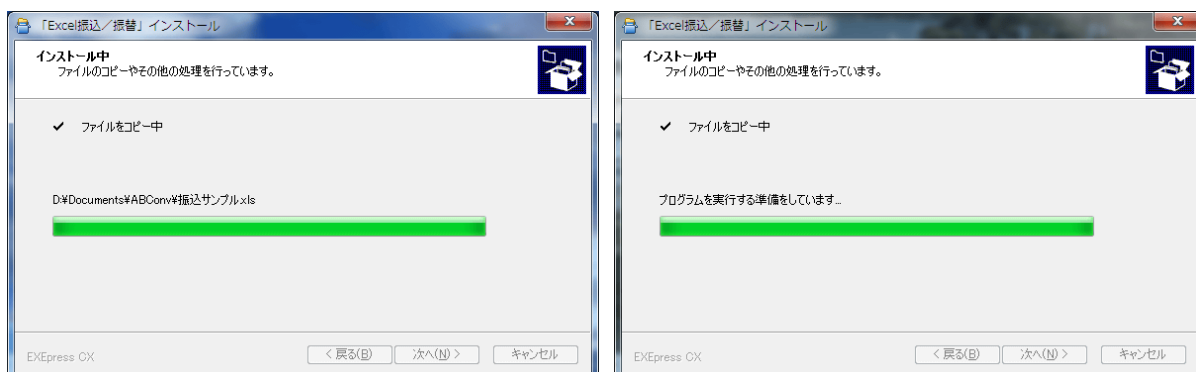 「Excel振込／振替」インストール
インストール中
ファイルのコピーやその他の処理を行っています。
✓ ファイルをコピー中
D:¥Documents¥ABConv¥振込サンプル.xls
EXEpress CX
< 戻る(B)
次へ(N) >
キャンセル
「Excel振込／振替」インストール
インストール中
ファイルのコピーやその他の処理を行っています。
✓ ファイルをコピー中
プログラムを実行する準備をしています...
EXEpress CX
< 戻る(B)
次へ(N) >
キャンセル